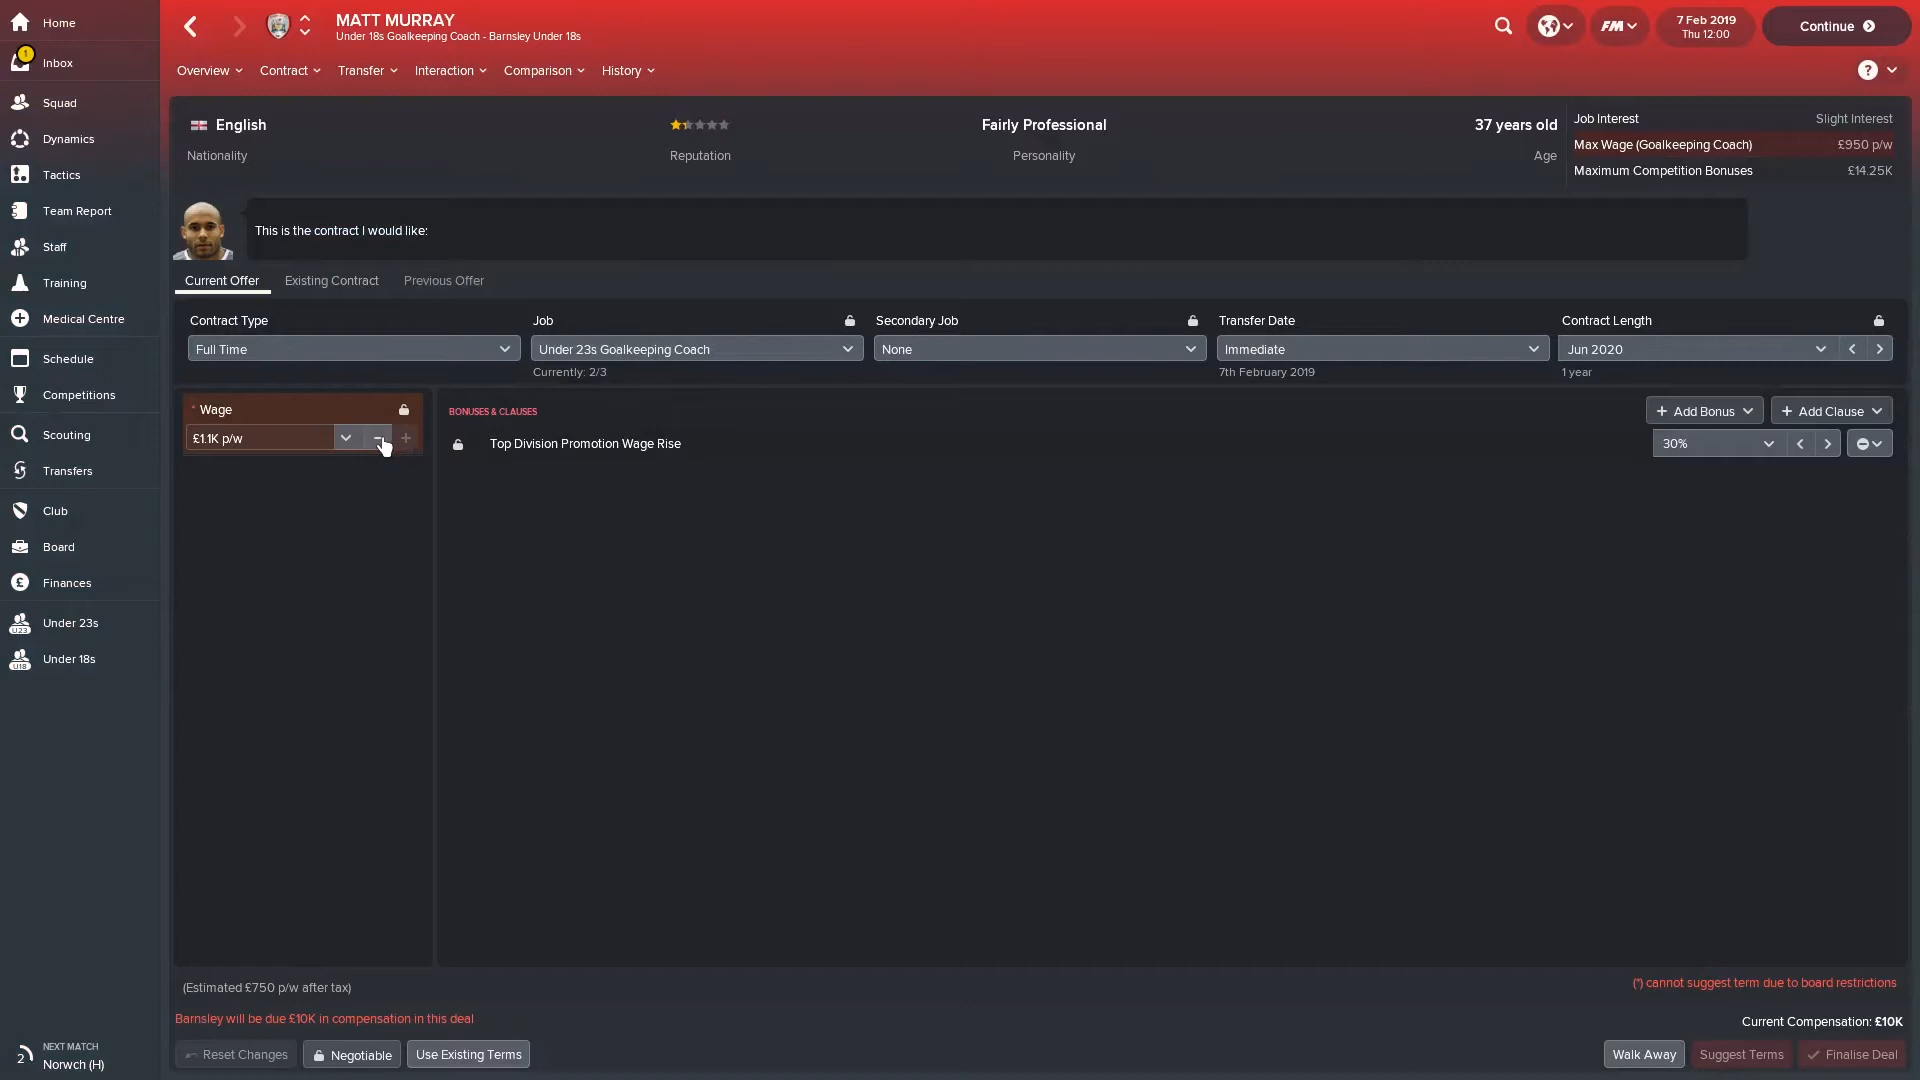 Home
1
Inbox
Squad
Dynamics
Tactics
Team Report
Staff
Training
Medical Centre
Schedule
Competitions
Scouting
Transfers
Club
Board
Finances
U23
Under 23s
U18
Under 18s
2
NEXT MATCH
Norwch (H)
MATT MURRAY
Under 18s Goalkeeping Coach - Barnsley Under 18s
FM
7 Feb 2019
Thu 12:00
Continue
Overview
Contract
Transfer
Interaction
Comparison
History
?
English
Nationality
Reputation
Fairly Professional
Personality
37 years old
Age
Job Interest Slight Interest
Max Wage (Goalkeeping Coach) £950 p/w
Maximum Competition Bonuses £14.25K
This is the contract I would like:
Current Offer Existing Contract Previous Offer
Contract Type
Full Time
Job
Under 23s Goalkeeping Coach
Currently: 2/3
Secondary Job
None
Transfer Date
Immediate
7th February 2019
Contract Length
Jun 2020
1 year
* Wage
£1.1K p/w
BONUSES & CLAUSES
+ Add Bonus
+ Add Clause
Top Division Promotion Wage Rise
30%
(Estimated £750 p/w after tax)
(*) cannot suggest term due to board restrictions
Barnsley will be due £10K in compensation in this deal
Current Compensation: £10K
Reset Changes
Negotiable
Use Existing Terms
Walk Away
Suggest Terms
Finalise Deal